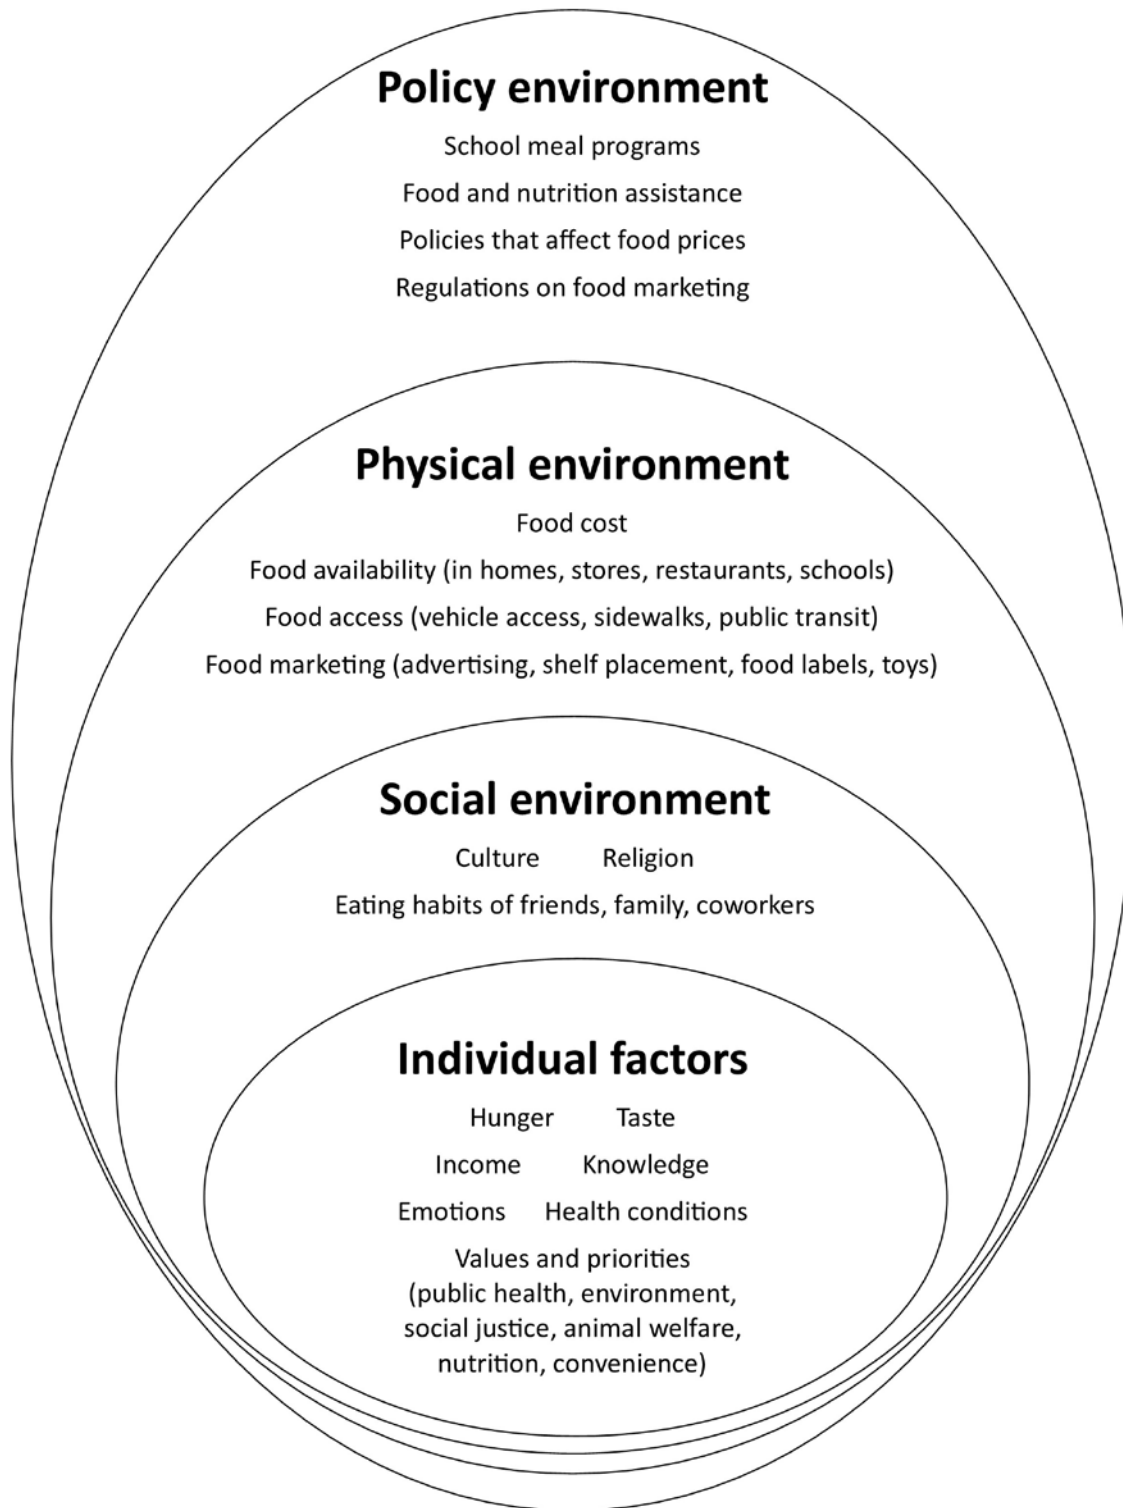 Policy environment
School meal programs
Food and nutrition assistance
Policies that affect food prices
Regulations on food marketing
Physical environment
Food cost
Food availability (in homes, stores, restaurants, schools)
Food access (vehicle access, sidewalks, public transit)
Food marketing (advertising, shelf placement, food labels, toys)
Social environment
Culture Religion
Eating habits of friends, family, coworkers
Individual factors
Hunger Taste
Income Knowledge
Emotions Health conditions
Values and priorities
(public health, environment,
social justice, animal welfare,
nutrition, convenience)